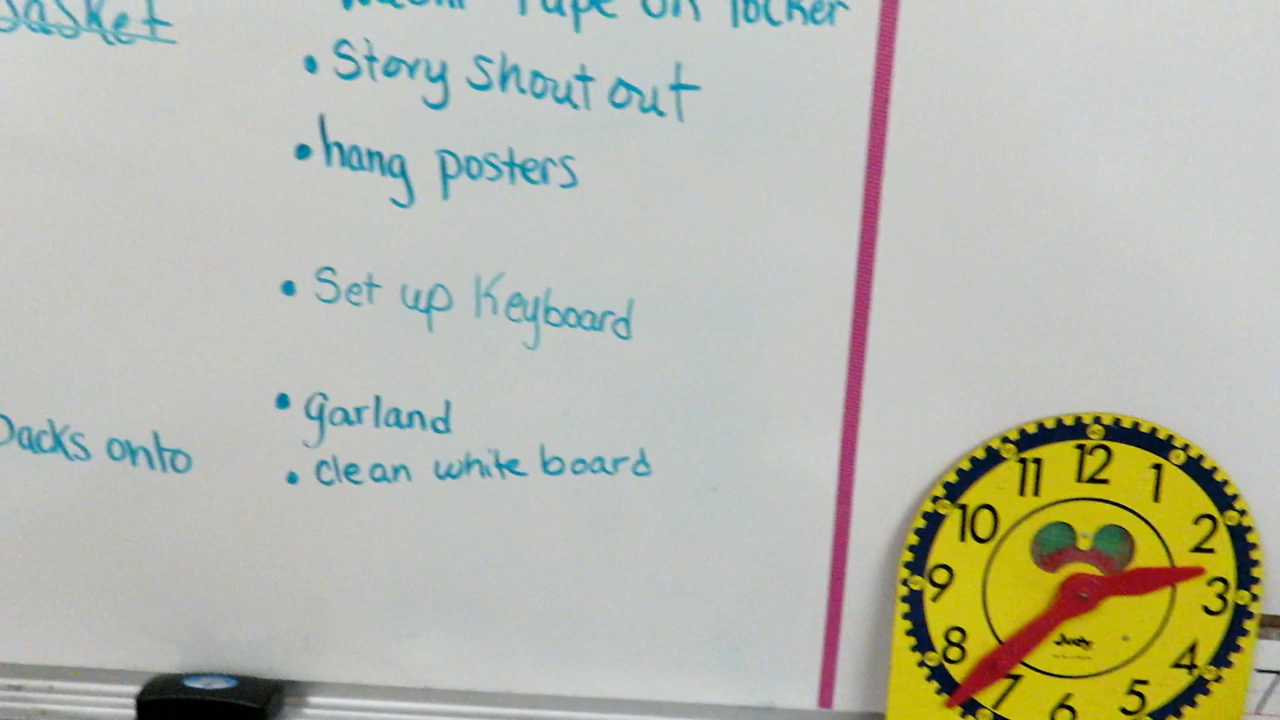 basket
Washi Tape on locker
• Story shout out
• hang posters
• Set up Keyboard
• garland
• clean white board
onto
12
11
1
10
2
9
3
8
4
7
5
6
Judy